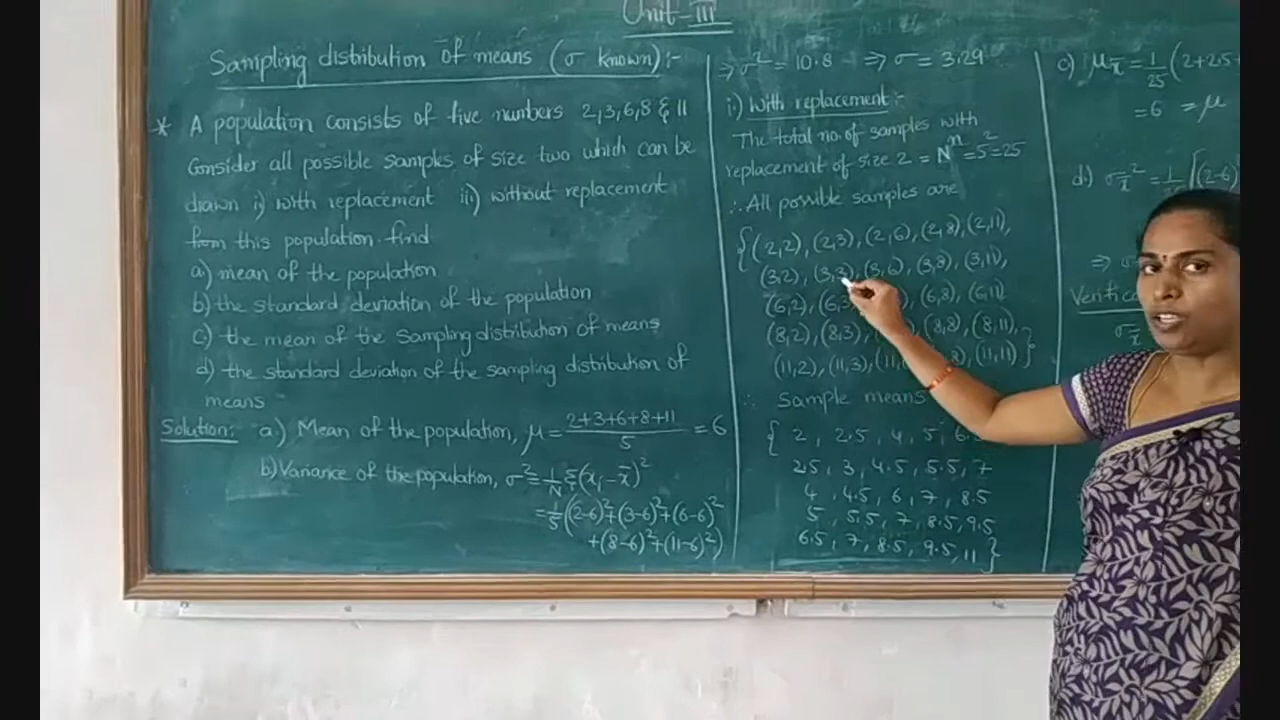 Unit-III
Sampling distribution of means (σ known):-
* A population consists of five numbers 2,3,6,8 & 11
Consider all possible samples of size two which can be
drawn i) with replacement ii) without replacement
from this population. find
a.) mean of the population
b.) the standard deviation of the population
c.) the mean of the Sampling distribution of means
d.) the standard deviation of the sampling distribution of
means
Solution: a.) Mean of the population, μ = (2+3+6+8+11)/5 = 6
b) Variance of the population, σ² = 1/N Σ(xᵢ-x̄)²
= 1/5 ((2-6)²+(3-6)²+(6-6)²
+(8-6)²+(11-6)²)
⇒ σ² = 10.8 ⇒ σ = 3.29
i.) With replacement:-
The total no. of samples with
replacement of size 2 = Nⁿ = 5² = 25
∴ All possible samples are
{(2,2), (2,3), (2,6), (2,8), (2,11),
(3,2), (3,3), (3,6), (3,8), (3,11),
(6,2), (6,3 (6,8), (6,11)
(8,2), (8,3), (8,8), (8,11),
(11,2), (11,3), (11, 8), (11,11)}
∴ Sample means
{ 2, 2.5, 4, 5, 6.5
2.5, 3, 4.5, 5.5, 7
4, 4.5, 6, 7, 8.5
5, 5.5, 7, 8.5, 9.5
6.5, 7, 8.5, 9.5, 11 }
c) μx̄ = 1/25 (2+2.5+
= 6 = μ
d.) σx̄² = [(2-6)
⇒ σ
Verific
σx̄